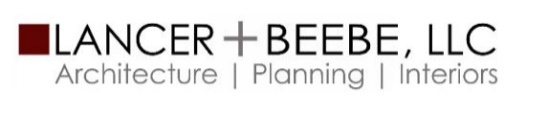 LANCER + BEEBE, LLC
Architecture | Planning | Interiors